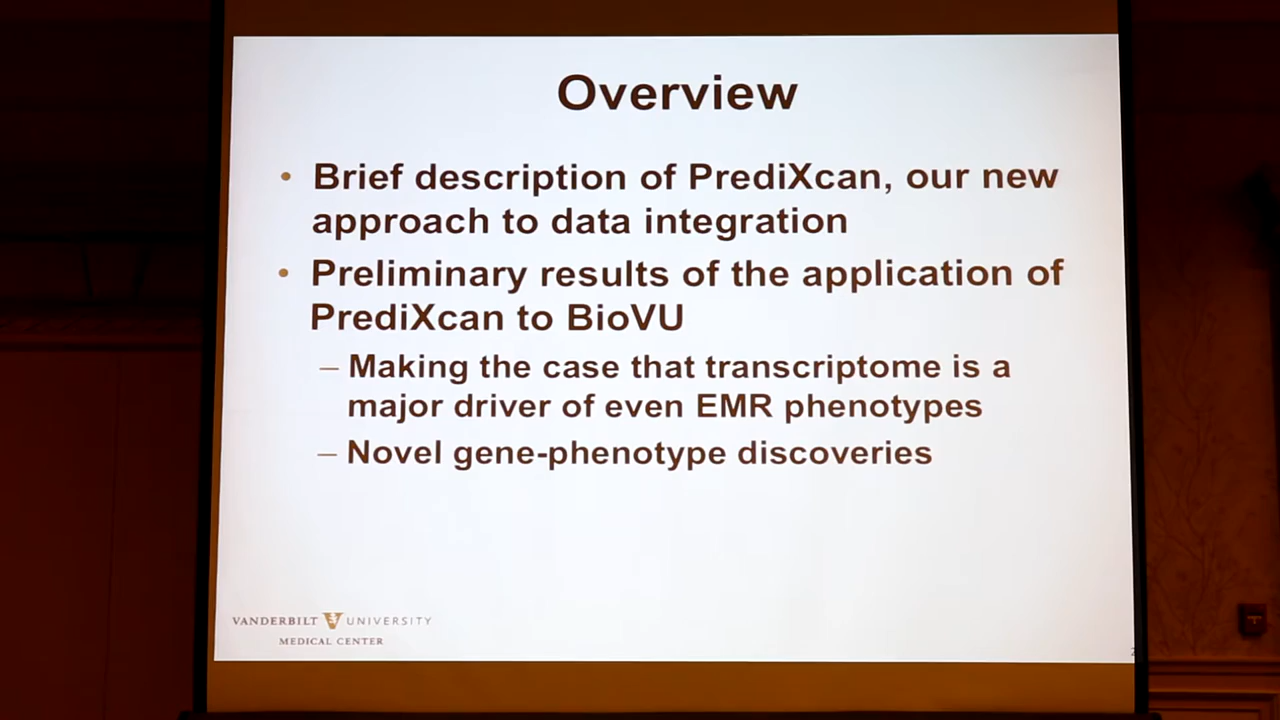 Overview
• Brief description of PrediXcan, our new
approach to data integration
• Preliminary results of the application of
PrediXcan to BioVU
– Making the case that transcriptome is a
major driver of even EMR phenotypes
– Novel gene-phenotype discoveries
VANDERBILT UNIVERSITY
MEDICAL CENTER